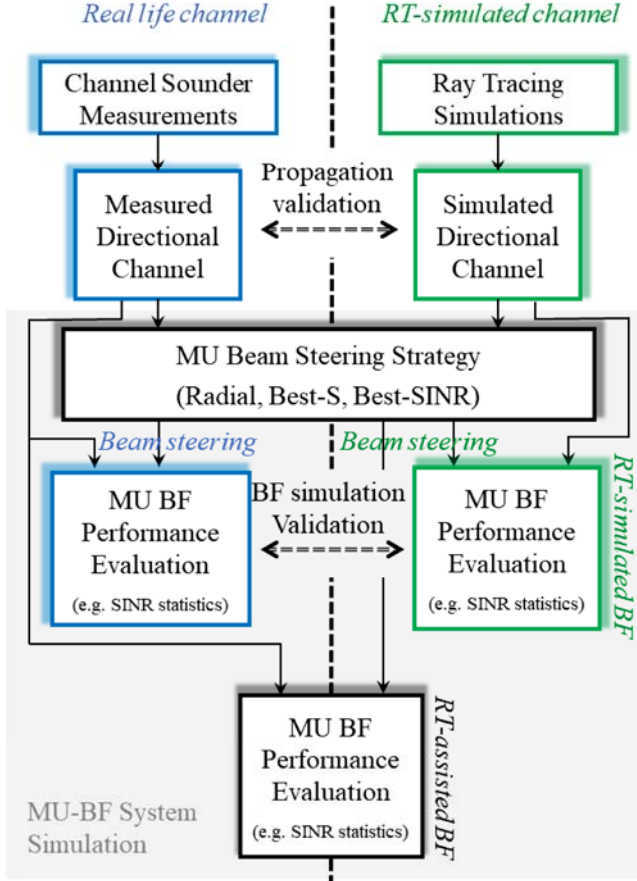 Real life channel
RT-simulated channel
Channel Sounder
Measurements
Ray Tracing
Simulations
Propagation
validation
Measured
Directional
Channel
Simulated
Directional
Channel
MU Beam Steering Strategy
(Radial, Best-S, Best-SINR)
Beam steering
Beam steering
MU BF
Performance
Evaluation
(e.g. SINR statistics)
BF simulation
Validation
MU BF
Performance
Evaluation
(e.g. SINR statistics)
RT-simulated BF
MU BF
Performance
Evaluation
(e.g. SINR statistics)
RT-assisted BF
MU-BF System
Simulation